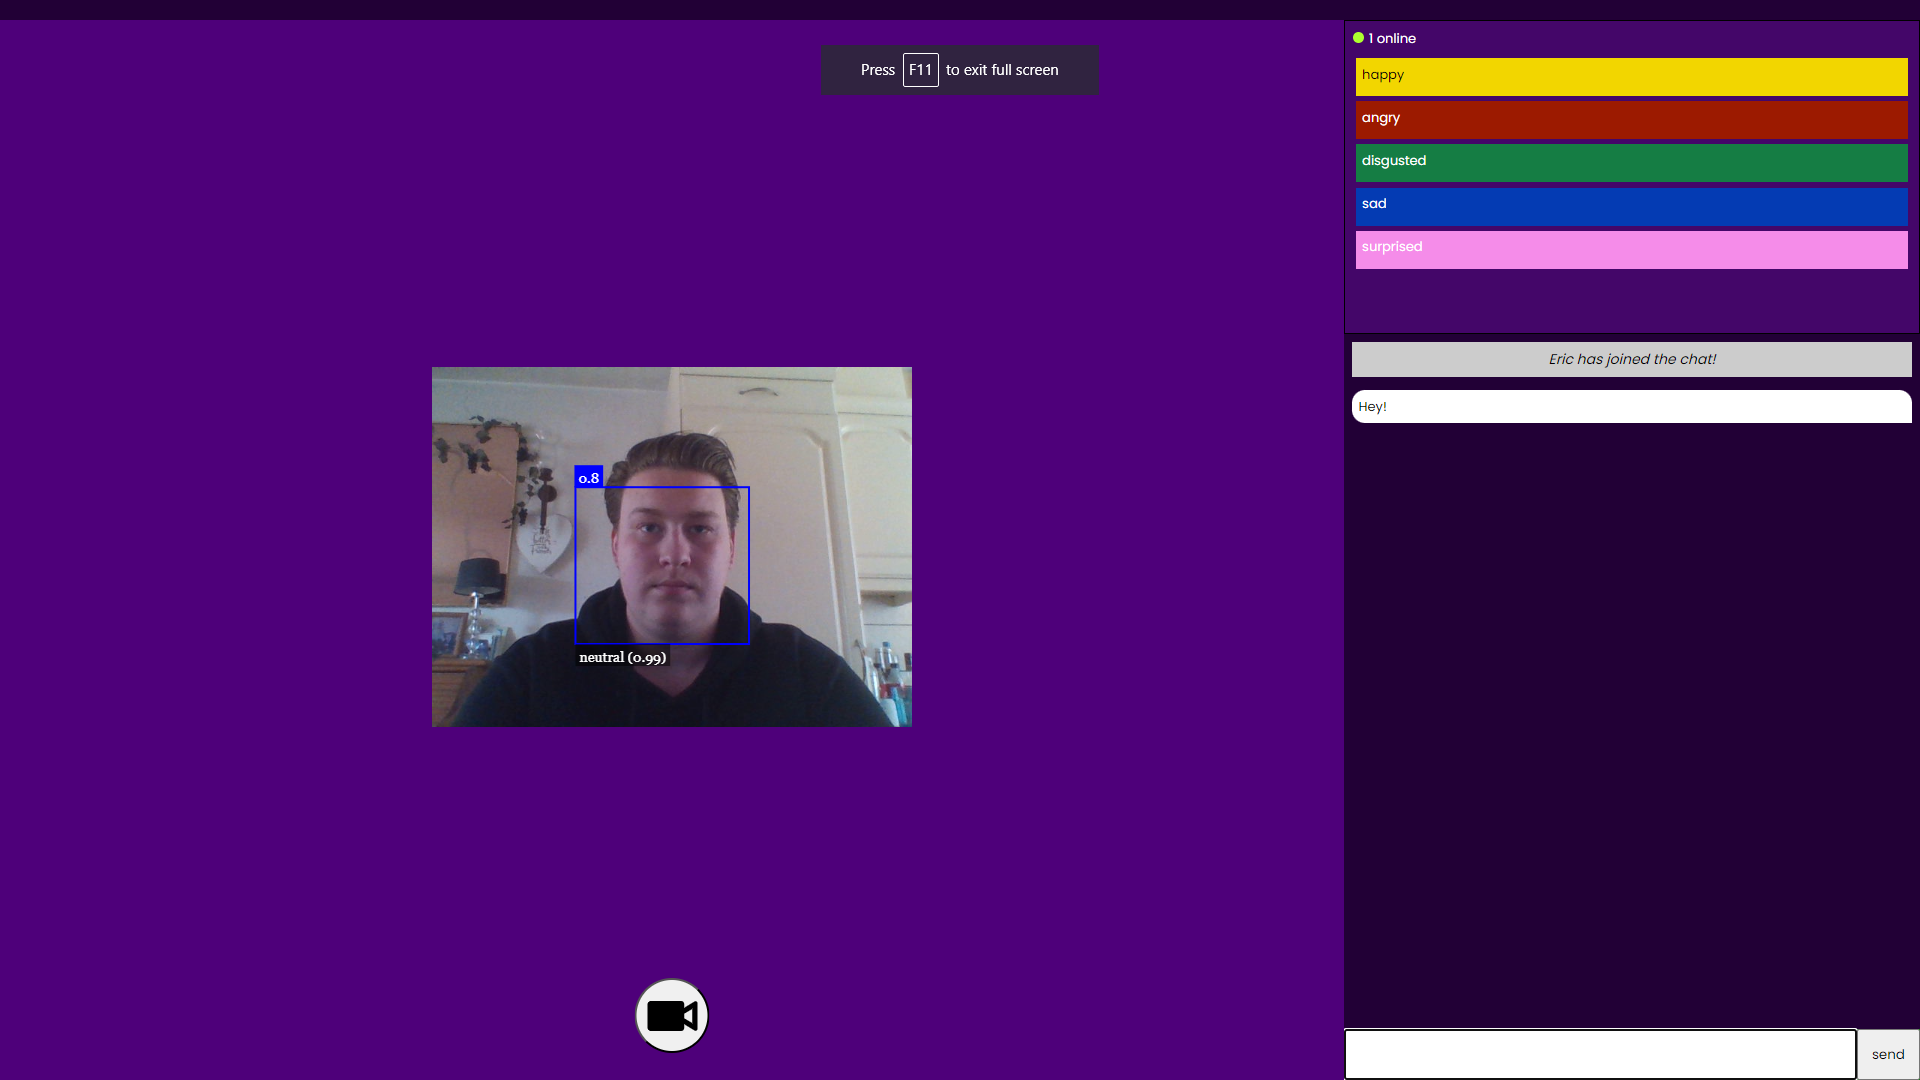 Press F11 to exit full screen
1 online
happy
angry
disgusted
sad
surprised
Eric has joined the chat!
Hey!
0.8
neutral (0.99)
send